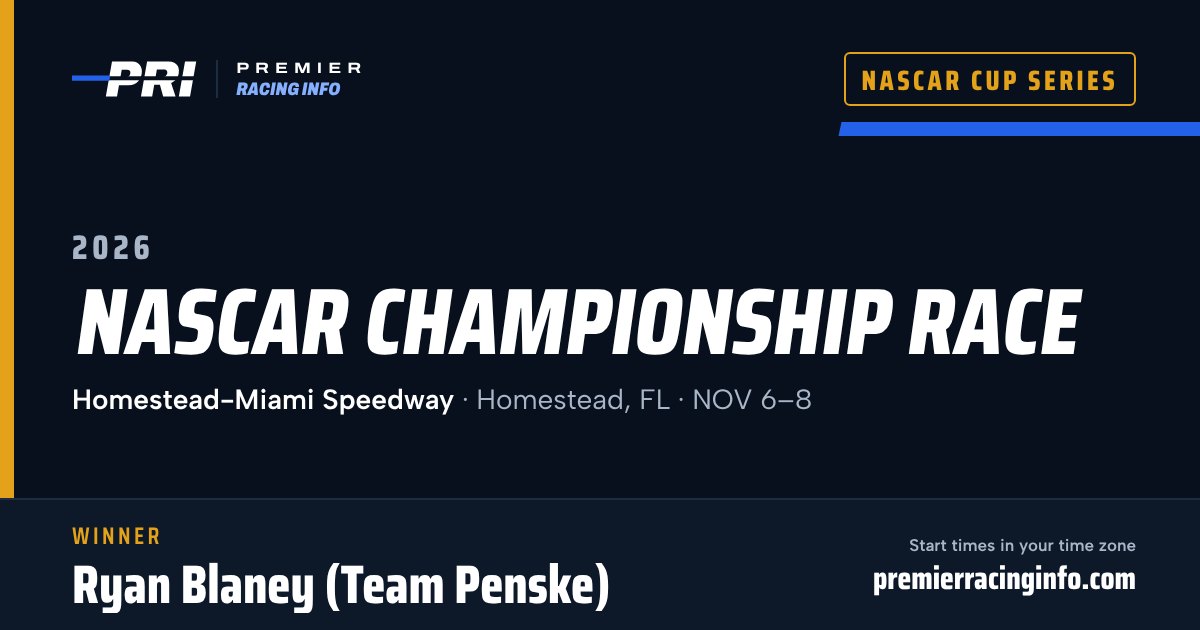 PRI PREMIER RACING INFO
NASCAR CUP SERIES
2026
NASCAR CHAMPIONSHIP RACE
Homestead-Miami Speedway · Homestead, FL · NOV 6–8
WINNER
Ryan Blaney (Team Penske)
Start times in your time zone
premierracinginfo.com